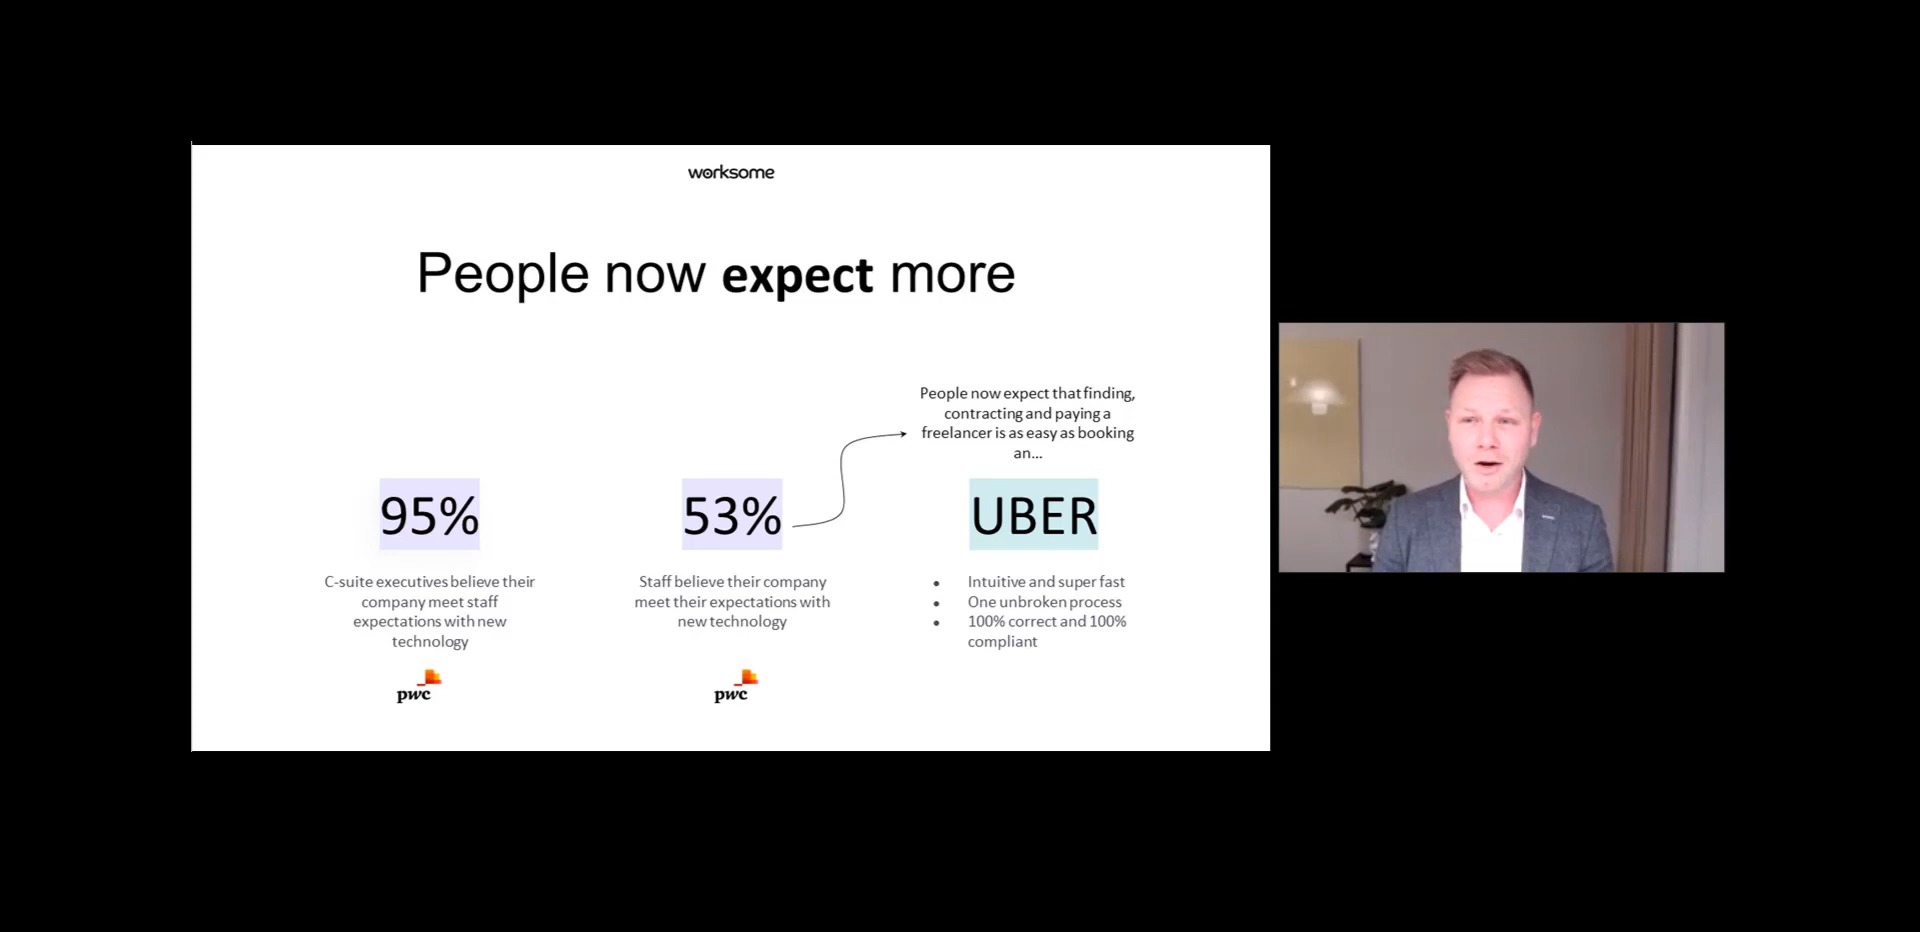 worksome
People now expect more
People now expect that finding,
contracting and paying a
freelancer is as easy as booking
an...
95%
53%
UBER
C-suite executives believe their
company meet staff
expectations with new
technology
Staff believe their company
meet their expectations with
new technology
• Intuitive and super fast
• One unbroken process
• 100% correct and 100%
compliant
pwc
pwc